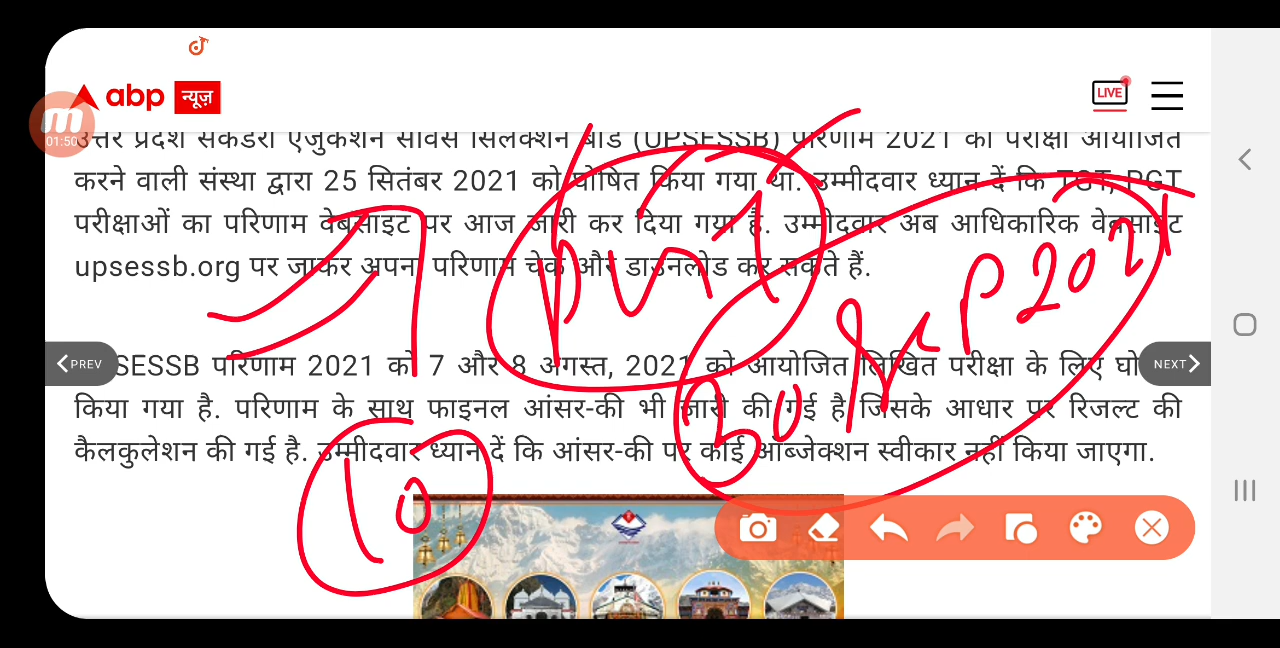 abp न्यूज़
LIVE
01:50
उत्तर प्रदेश सेकेंडरी एजुकेशन सर्विस सिलेक्शन बोर्ड (UPSESSB) परिणाम 2021 को परीक्षा आयोजित
करने वाली संस्था द्वारा 25 सितंबर 2021 को घोषित किया गया था. उम्मीदवार ध्यान दें कि TGT, PGT
परीक्षाओं का परिणाम वेबसाइट पर आज जारी कर दिया गया है. उम्मीदवार अब आधिकारिक वेबसाइट
upsessb.org पर जाकर अपना परिणाम चेक और डाउनलोड कर सकते हैं.
PREV
SESSB परिणाम 2021 को 7 और 8 अगस्त, 2021 को आयोजित लिखित परीक्षा के लिए घो
NEXT
किया गया है. परिणाम के साथ फाइनल आंसर-की भी जारी की गई है जिसके आधार पर रिजल्ट की
कैलकुलेशन की गई है. उम्मीदवार ध्यान दें कि आंसर-की पर कोई ऑब्जेक्शन स्वीकार नहीं किया जाएगा.
30 2021
10